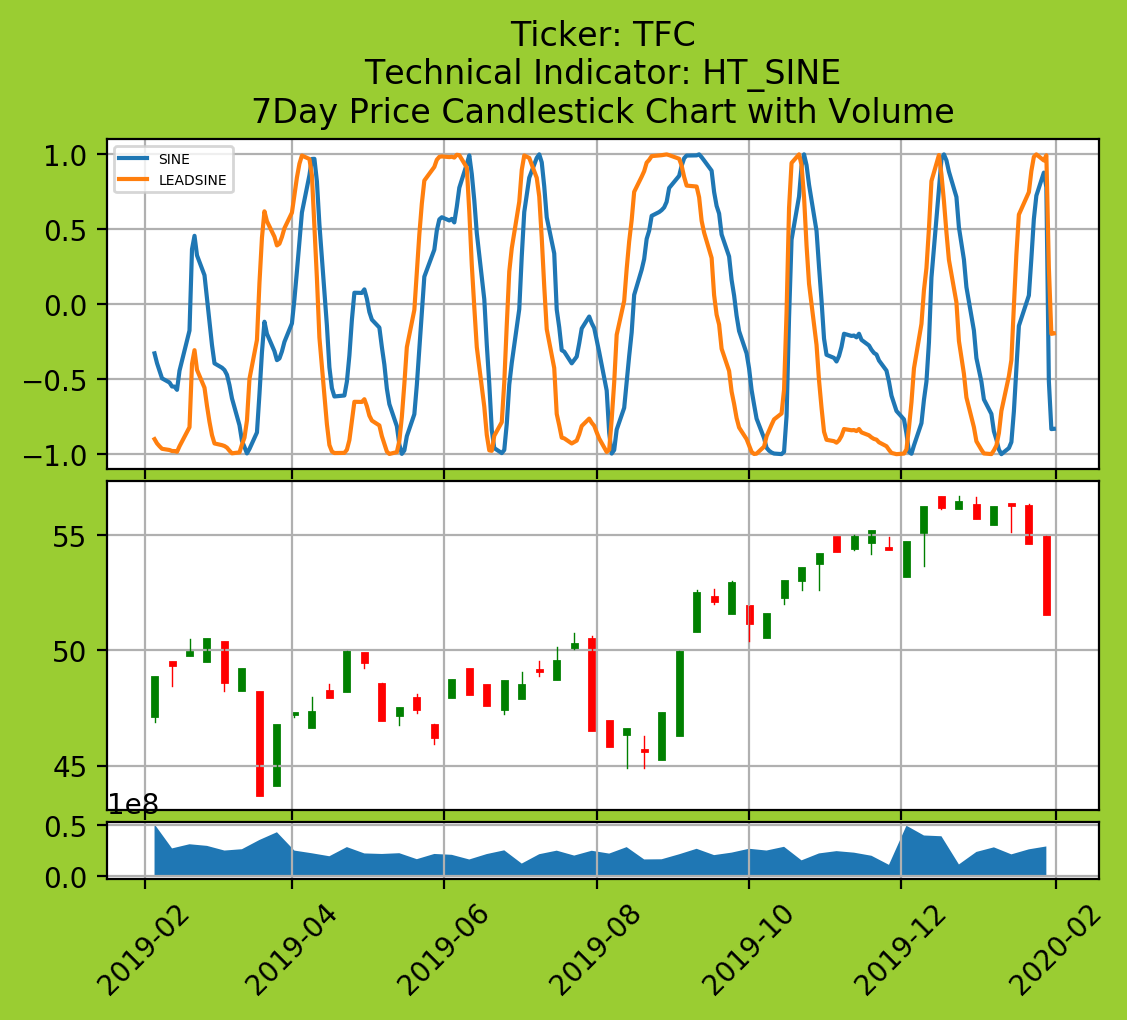 Ticker: TFC
Technical Indicator: HT_SINE
7Day Price Candlestick Chart with Volume
SINE
LEADSINE
1.0
0.5
0.0
−0.5
−1.0
55
50
45
1e8
0.5
0.0
2019-02
2019-04
2019-06
2019-08
2019-10
2019-12
2020-02